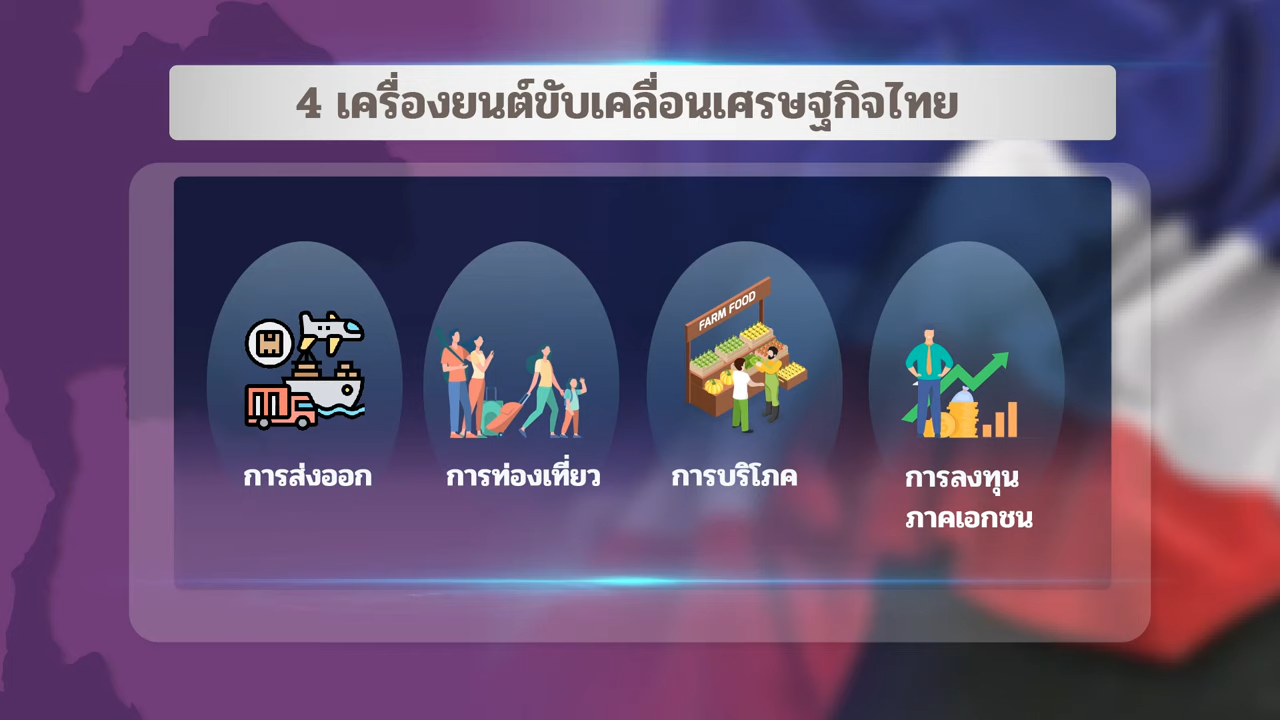 4 เครื่องยนต์ขับเคลื่อนเศรษฐกิจไทย
FARM FOOD
การส่งออก
การท่องเที่ยว
การบริโภค
การลงทุน
ภาคเอกชน